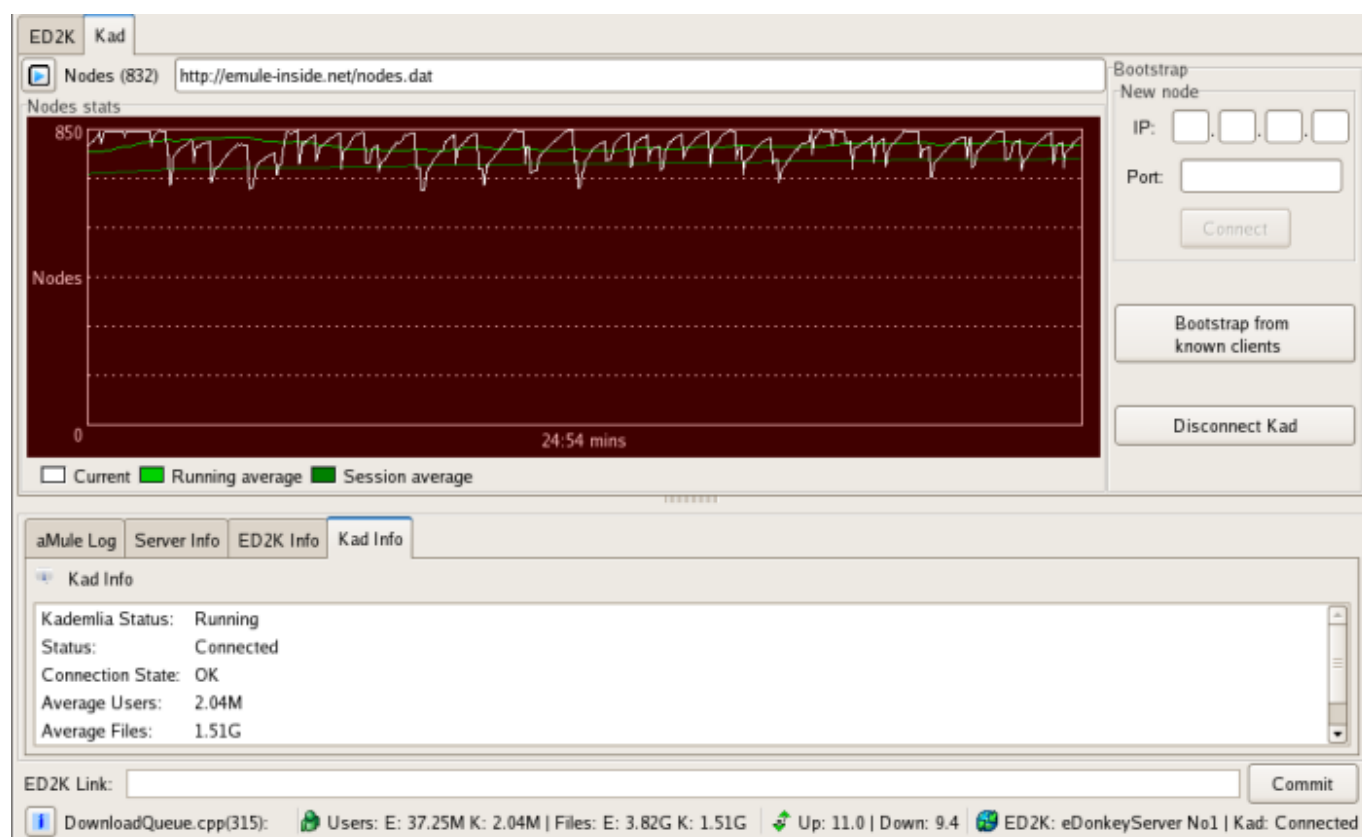 ED2K Kad
Nodes (832) http://emule-inside.net/nodes.dat
Nodes stats
850
Nodes
0
24:54 mins
Current Running average Session average
Bootstrap
New node
IP: . . .
Port:
Connect
Bootstrap from
known clients
Disconnect Kad
aMule Log Server Info ED2K Info Kad Info
Kad Info
Kademlia Status: Running
Status: Connected
Connection State: OK
Average Users: 2.04M
Average Files: 1.51G
ED2K Link: Commit
DownloadQueue.cpp(315): Users: E: 37.25M K: 2.04M | Files: E: 3.82G K: 1.51G Up: 11.0 | Down: 9.4 ED2K: eDonkeyServer No1 | Kad: Connected